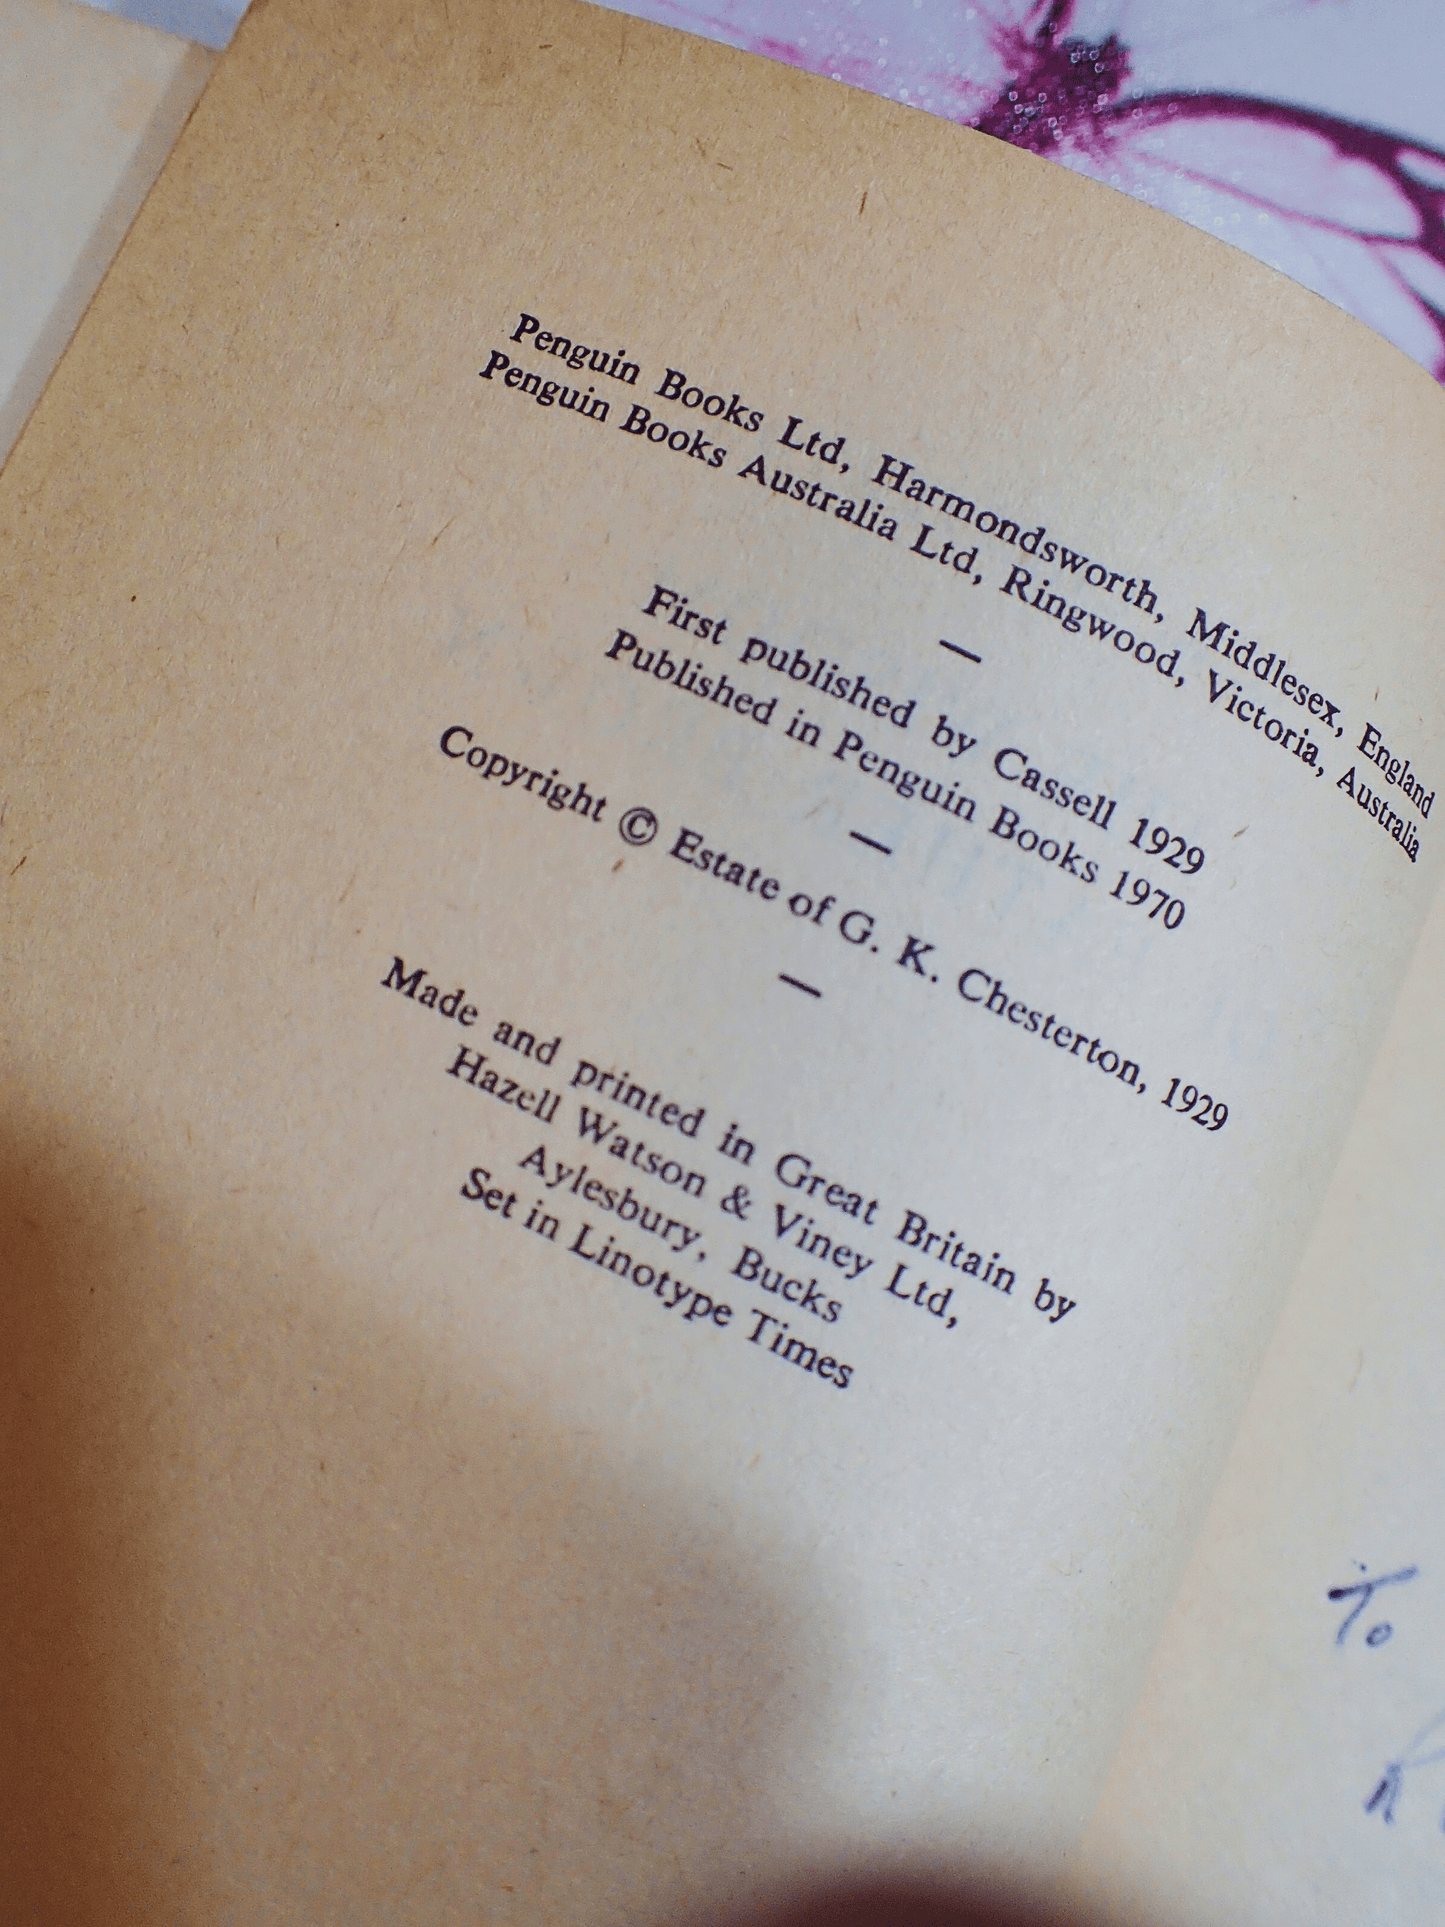 Penguin Books Ltd, Harmondsworth, Middlesex, England
Penguin Books Australia Ltd, Ringwood, Victoria, Australia
—
First published by Cassell 1929
Published in Penguin Books 1970
—
Copyright © Estate of G. K. Chesterton, 1929
—
Made and printed in Great Britain by
Hazell Watson & Viney Ltd,
Aylesbury, Bucks
Set in Linotype Times
To